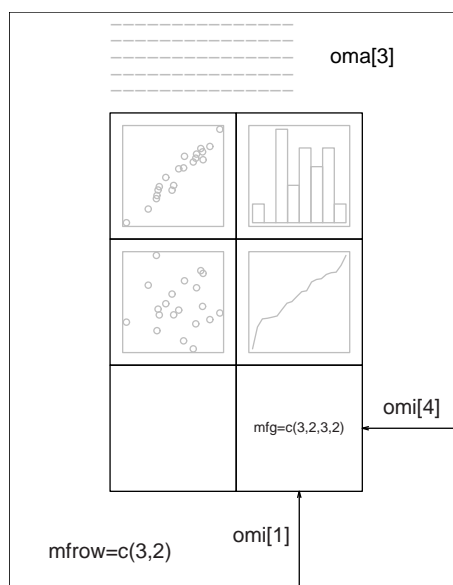 oma[3]
omi[4]
mfg=c(3,2,3,2)
omi[1]
mfrow=c(3,2)